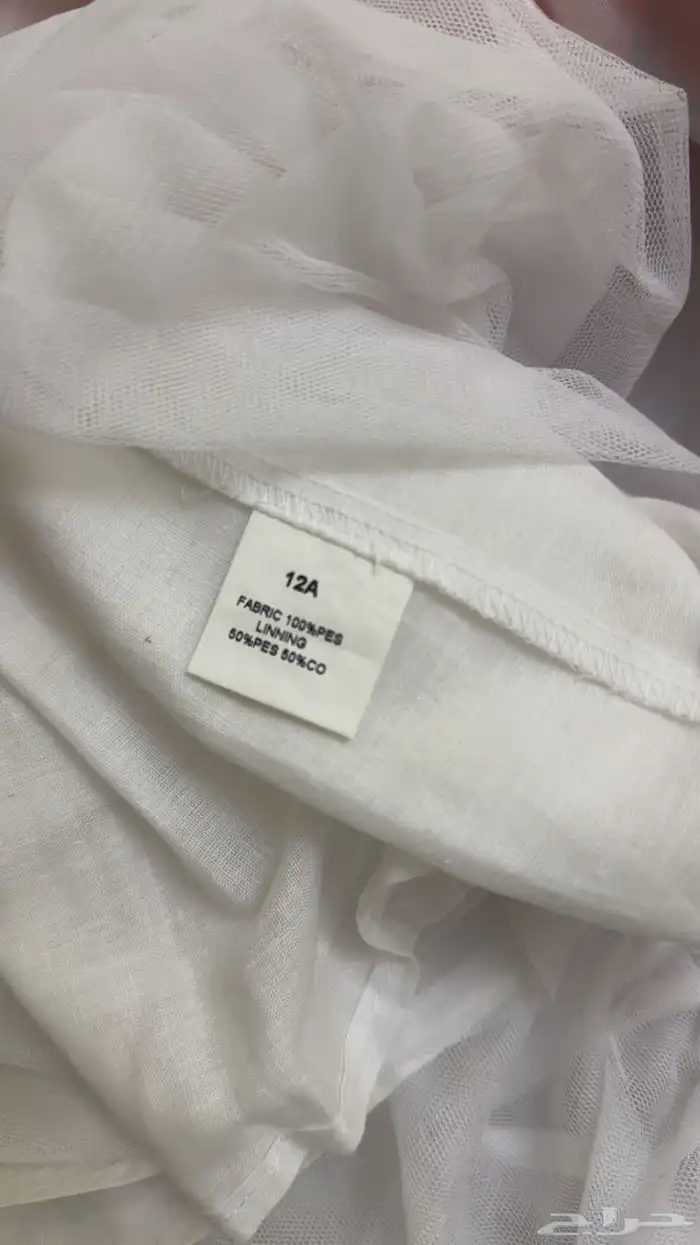 12A
FABRIC 100%PES
LINNING
50%PES 50%CO
حراج